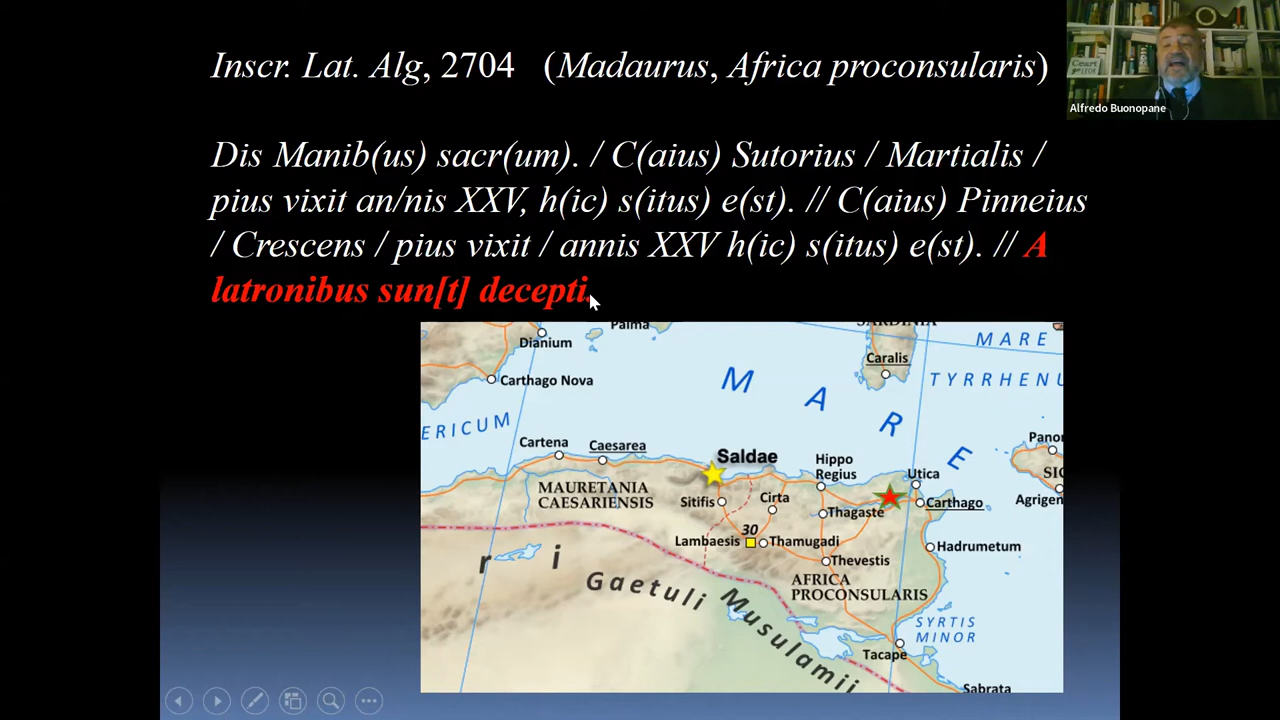 Inscr. Lat. Alg, 2704 (Madaurus, Africa proconsularis)
Alfredo Buonopane
Dis Manib(us) sacr(um). / C(aius) Sutorius / Martialis /
pius vixit an/nis XXV, h(ic) s(itus) e(st). // C(aius) Pinneius
/ Crescens / pius vixit / annis XXV h(ic) s(itus) e(st). // A
latronibus sun[t] decepti.
Palma
SARDINIA
Dianium
MARE
Caralis
TYRRHENU
Carthago Nova
M A R E
ERICUM
Cartena
Caesarea
Saldae
Hippo
Regius
Utica
Panor
SIC
MAURETANIA
CAESARIENSIS
Sitifis
Cirta
Thagaste
Carthago
Agrigen
30
Lambaesis
Thamugadi
Hadrumetum
Thevestis
r i
Gaetuli
AFRICA
PROCONSULARIS
Musulamii
SYRTIS
MINOR
Tacape
Sabrata